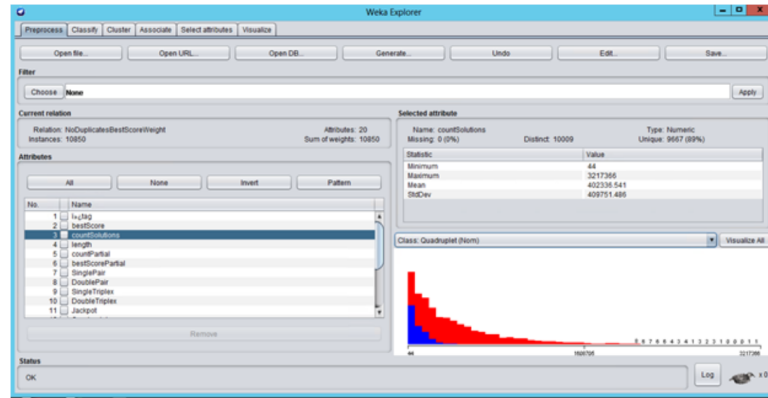 Weka Explorer
Preprocess Classify Cluster Associate Select attributes Visualize
Open file... Open URL... Open DB... Generate... Undo Edit... Save...
Filter
Choose None Apply
Current relation
Relation: NoDuplicatesBestScoreWeight Attributes: 20
Instances: 10850 Sum of weights: 10850
Attributes
All None Invert Pattern
No. Name
1 ï»¿tag
2 bestScore
3 countSolutions
4 length
5 countPartial
6 bestScorePartial
7 SinglePair
8 DoublePair
9 SingleTriplex
10 DoubleTriplex
11 Jackpot
Remove
Selected attribute
Name: countSolutions Type: Numeric
Missing: 0 (0%) Distinct: 10009 Unique: 9667 (89%)
Statistic Value
Minimum 44
Maximum 3217366
Mean 402336.541
StdDev 409751.486
Class: Quadruplet (Nom) Visualize All
44 1608705 3217366
Status
OK
Log x 0